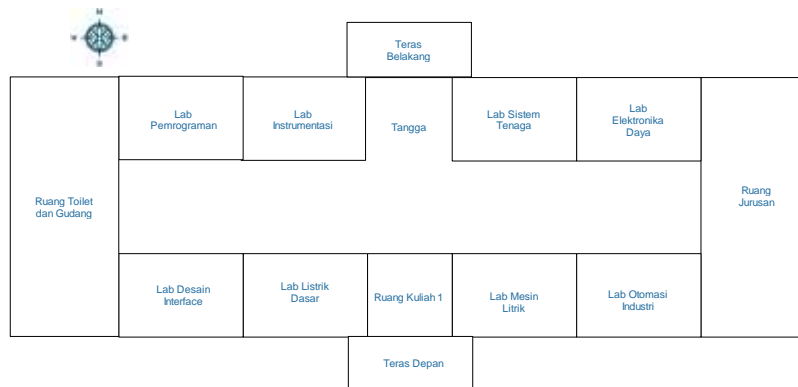 Teras
Belakang
Lab
Pemrograman
Lab
Instrumentasi
Tangga
Lab Sistem
Tenaga
Lab
Elektronika
Daya
Ruang Toilet
dan Gudang
Ruang
Jurusan
Lab Desain
Interface
Lab Listrik
Dasar
Ruang Kuliah 1
Lab Mesin
Litrik
Lab Otomasi
Industri
Teras Depan